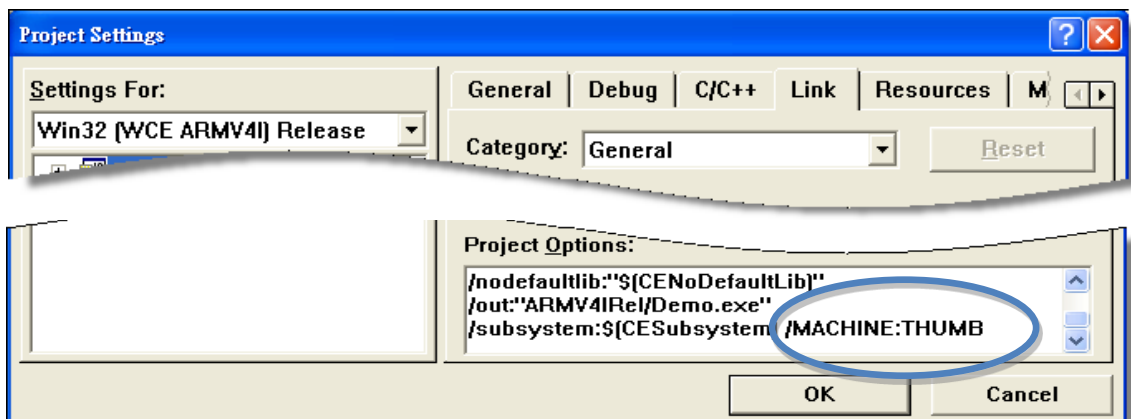 Project Settings
Settings For:
Win32 (WCE ARMV4I) Release
General Debug C/C++ Link Resources M
Category: General
Reset
Project Options:
/nodefaultlib:"$(CENoDefaultLib)"
/out:"ARMV4IRel/Demo.exe"
/subsystem:$(CESubsystem /MACHINE:THUMB
OK Cancel